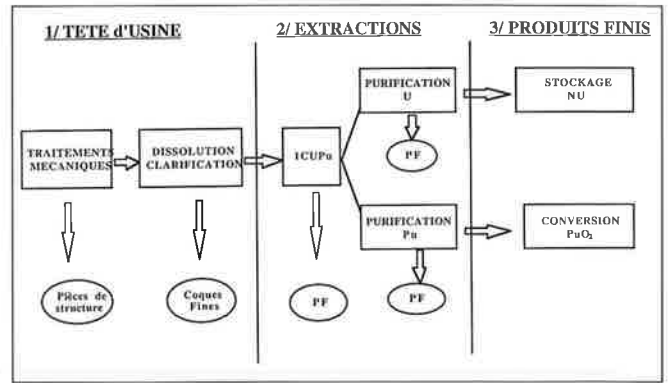 1/ TETE d'USINE
2/ EXTRACTIONS
3/ PRODUITS FINIS
TRAITEMENTS
MECANIQUES
DISSOLUTION
CLARIFICATION
1CUPu
PURIFICATION
U
PF
STOCKAGE
NU
PURIFICATION
Pu
CONVERSION
PuO₂
Pièces de
structure
Coques
Fines
PF
PF